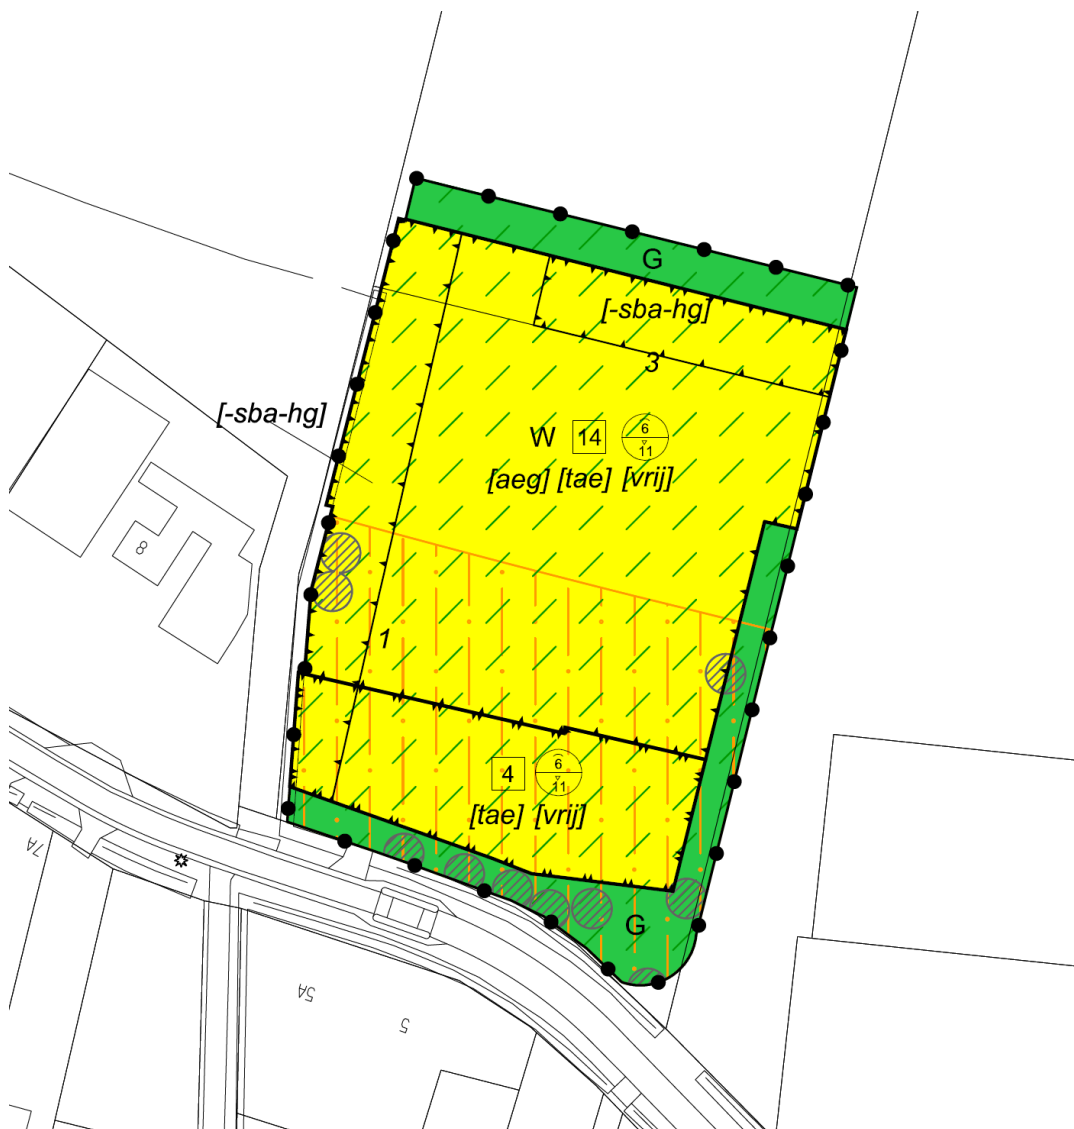 G
[-sba-hg]
3
[-sba-hg]
W 14 6 11
[aeg] [tae] [vrij]
8
1
4 6 11
[tae] [vrij]
7A
G
5A
5